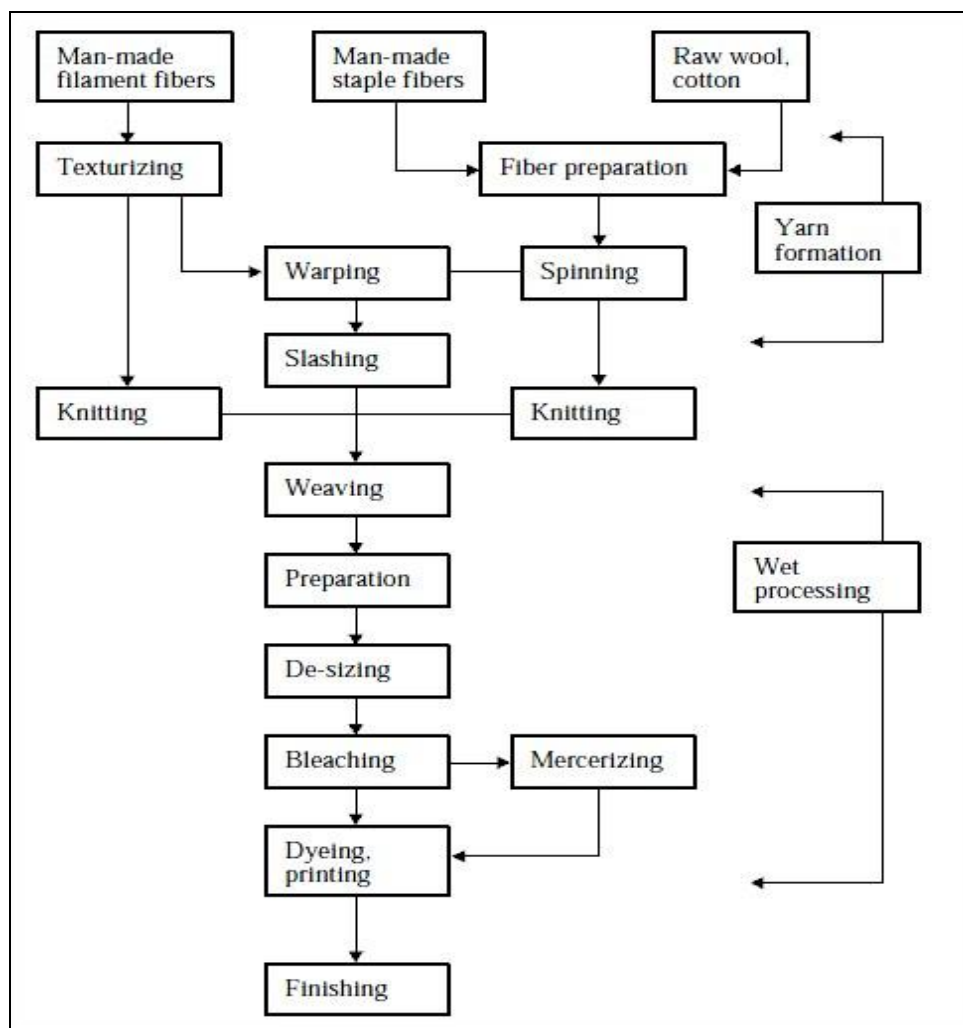 Man-made
filament fibers
Man-made
staple fibers
Raw wool,
cotton
Texturizing
Fiber preparation
Yarn
formation
Warping
Spinning
Slashing
Knitting
Knitting
Weaving
Preparation
Wet
processing
De-sizing
Bleaching
Mercerizing
Dyeing,
printing
Finishing